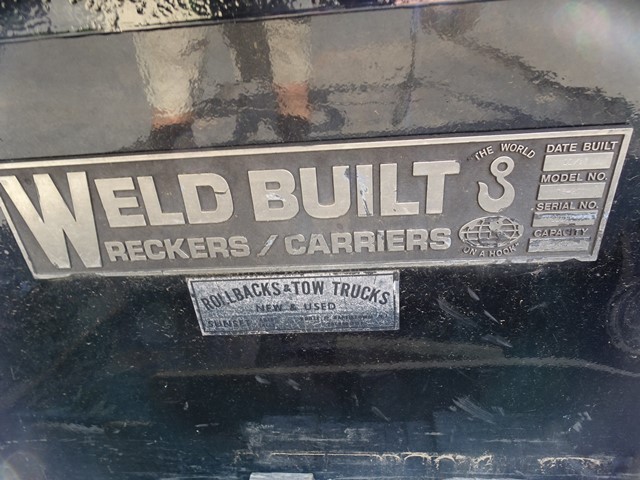 WELD BUILT
WRECKERS / CARRIERS
THE WORLD
ON A HOOK
DATE BUILT
MODEL NO.
SERIAL NO.
CAPACITY
ROLLBACKS & TOW TRUCKS
NEW & USED
SUNSET